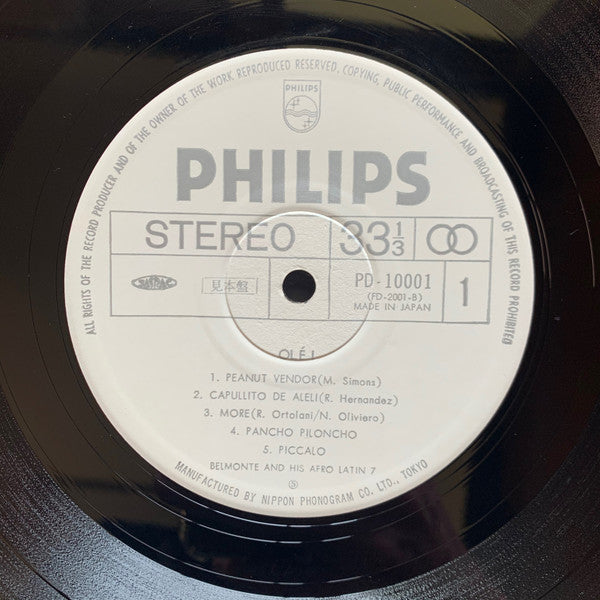 ALL RIGHTS OF THE RECORD PRODUCER AND OF THE OWNER OF THE WORK REPRODUCED RESERVED, COPYING, PUBLIC PERFORMANCE AND BROADCASTING OF THIS RECORD PROHIBITED
PHILIPS
PHILIPS
STEREO 33 1/3
見本盤 PD-10001 1
(FD-2001-B)
MADE IN JAPAN
OLÉ !
1. PEANUT VENDOR(M. Simons)
2. CAPULLITO DE ALELI(R. Hernandez)
3. MORE(R. Ortolani/N. Oliviero)
4. PANCHO PILONCHO
5. PICCALO
BELMONTE AND HIS AFRO LATIN 7
MANUFACTURED BY NIPPON PHONOGRAM CO. LTD., TOKYO